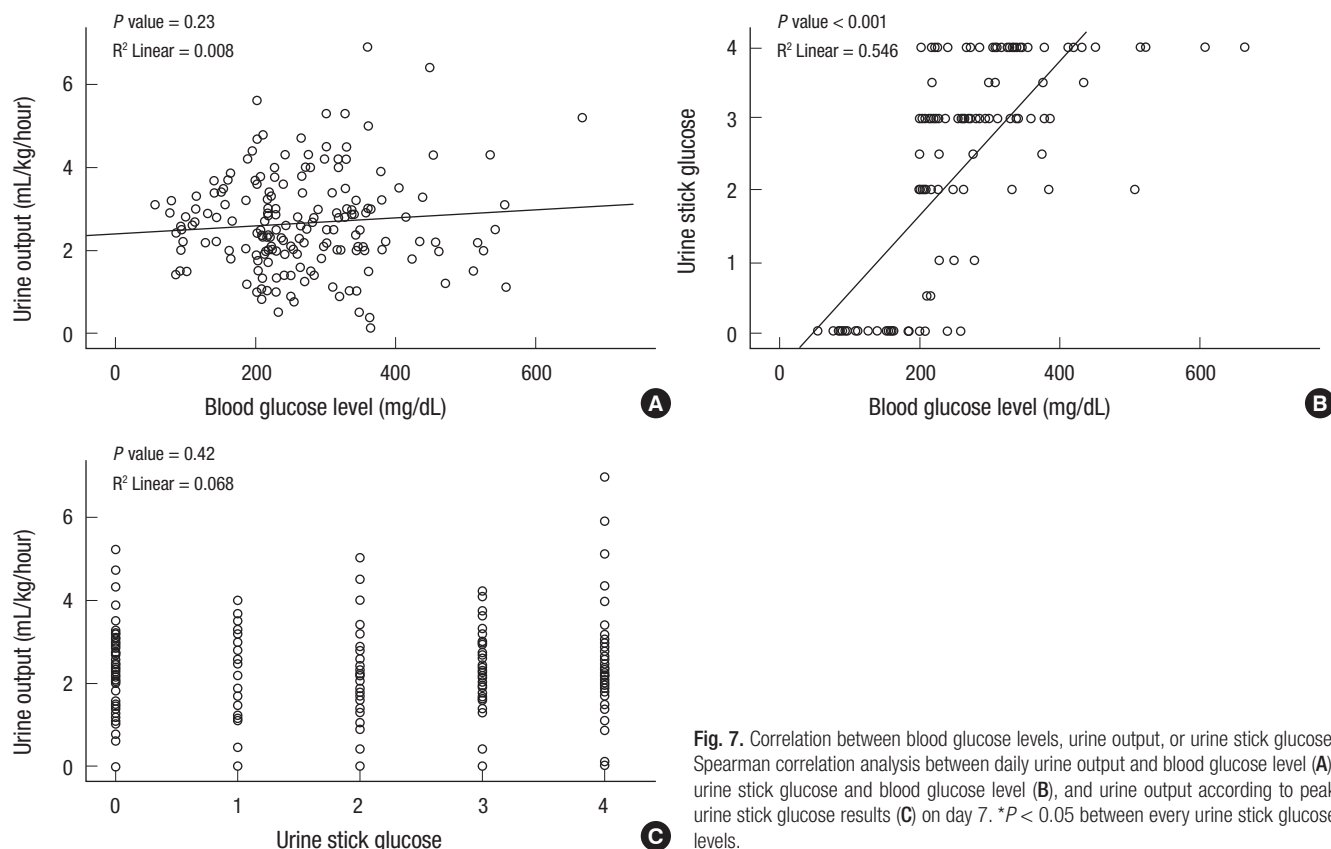 P value = 0.23
R² Linear = 0.008
6
4
2
0
Urine output (mL/kg/hour)
0 200 400 600
Blood glucose level (mg/dL)
A
P value < 0.001
R² Linear = 0.546
4
3
2
1
0
Urine stick glucose
0 200 400 600
Blood glucose level (mg/dL)
B
P value = 0.42
R² Linear = 0.068
6
4
2
0
Urine output (mL/kg/hour)
0 1 2 3 4
Urine stick glucose
C
Fig. 7. Correlation between blood glucose levels, urine output, or urine stick glucose
Spearman correlation analysis between daily urine output and blood glucose level (A)
urine stick glucose and blood glucose level (B), and urine output according to peak
urine stick glucose results (C) on day 7. *P < 0.05 between every urine stick glucose
levels.